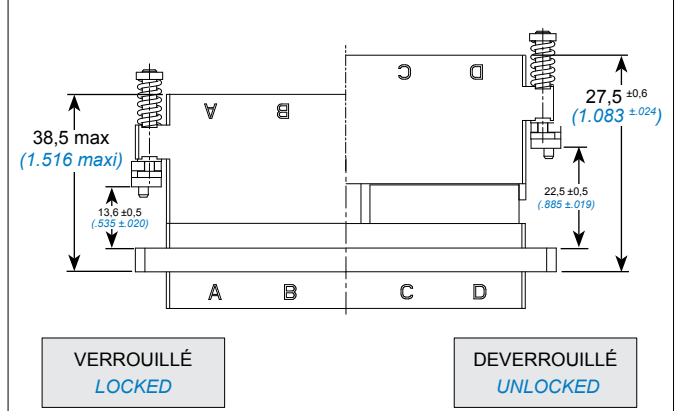 C D
A B
38,5 max
(1.516 maxi)
27,5 ±0,6
(1.083 ±.024)
13,6 ±0,5
(.535 ±.020)
22,5 ±0,5
(.885 ±.019)
A B C D
VERROUILLÉ
LOCKED
DEVERROUILLÉ
UNLOCKED